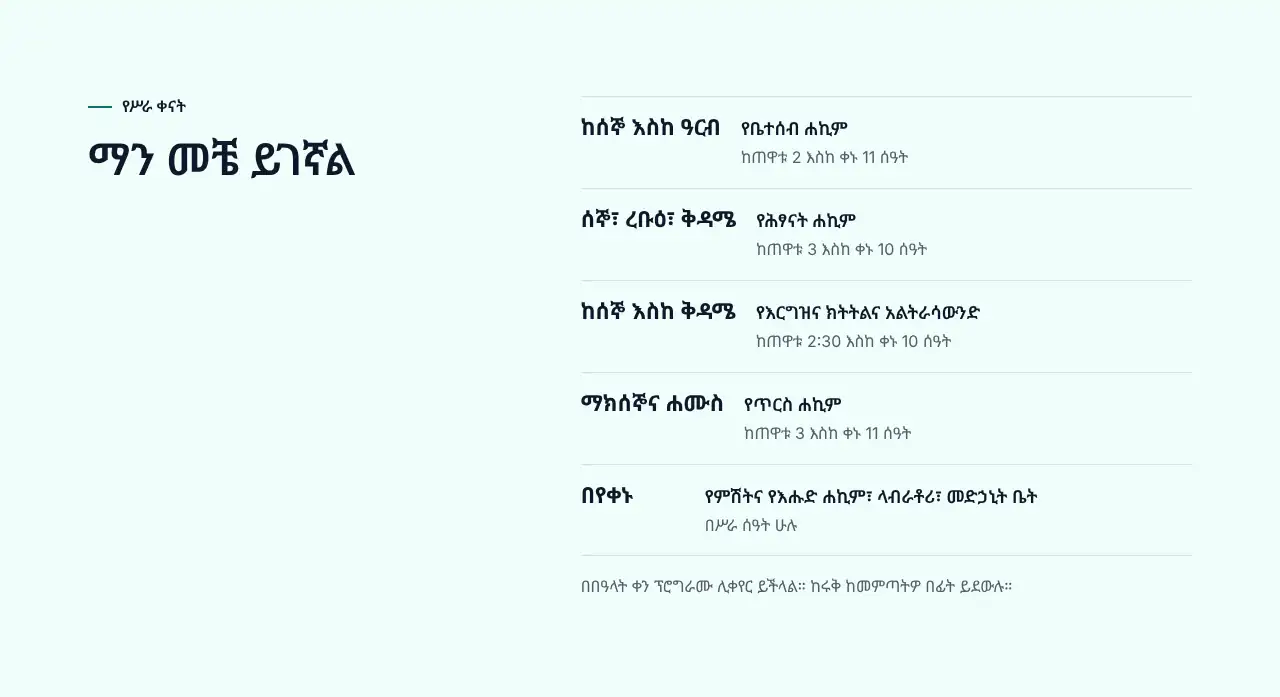 የሥራ ቀናት
ማን መቼ ይገኛል
ከሰኞ እስከ ዓርብ
የቤተሰብ ሐኪም
ከጠዋቱ 2 እስከ ቀኑ 11 ሰዓት
ሰኞ፣ ረቡዕ፣ ቅዳሜ
የሕፃናት ሐኪም
ከጠዋቱ 3 እስከ ቀኑ 10 ሰዓት
ከሰኞ እስከ ቅዳሜ
የእርግዝና ክትትልና አልትራሳውንድ
ከጠዋቱ 2:30 እስከ ቀኑ 10 ሰዓት
ማክሰኞና ሐሙስ
የጥርስ ሐኪም
ከጠዋቱ 3 እስከ ቀኑ 11 ሰዓት
በየቀኑ
የምሽትና የእሑድ ሐኪም፣ ላብራቶሪ፣ መድኃኒት ቤት
በሥራ ሰዓት ሁሉ
በበዓላት ቀን ፕሮግራሙ ሊቀየር ይችላል። ከሩቅ ከመምጣትዎ በፊት ይደውሉ።